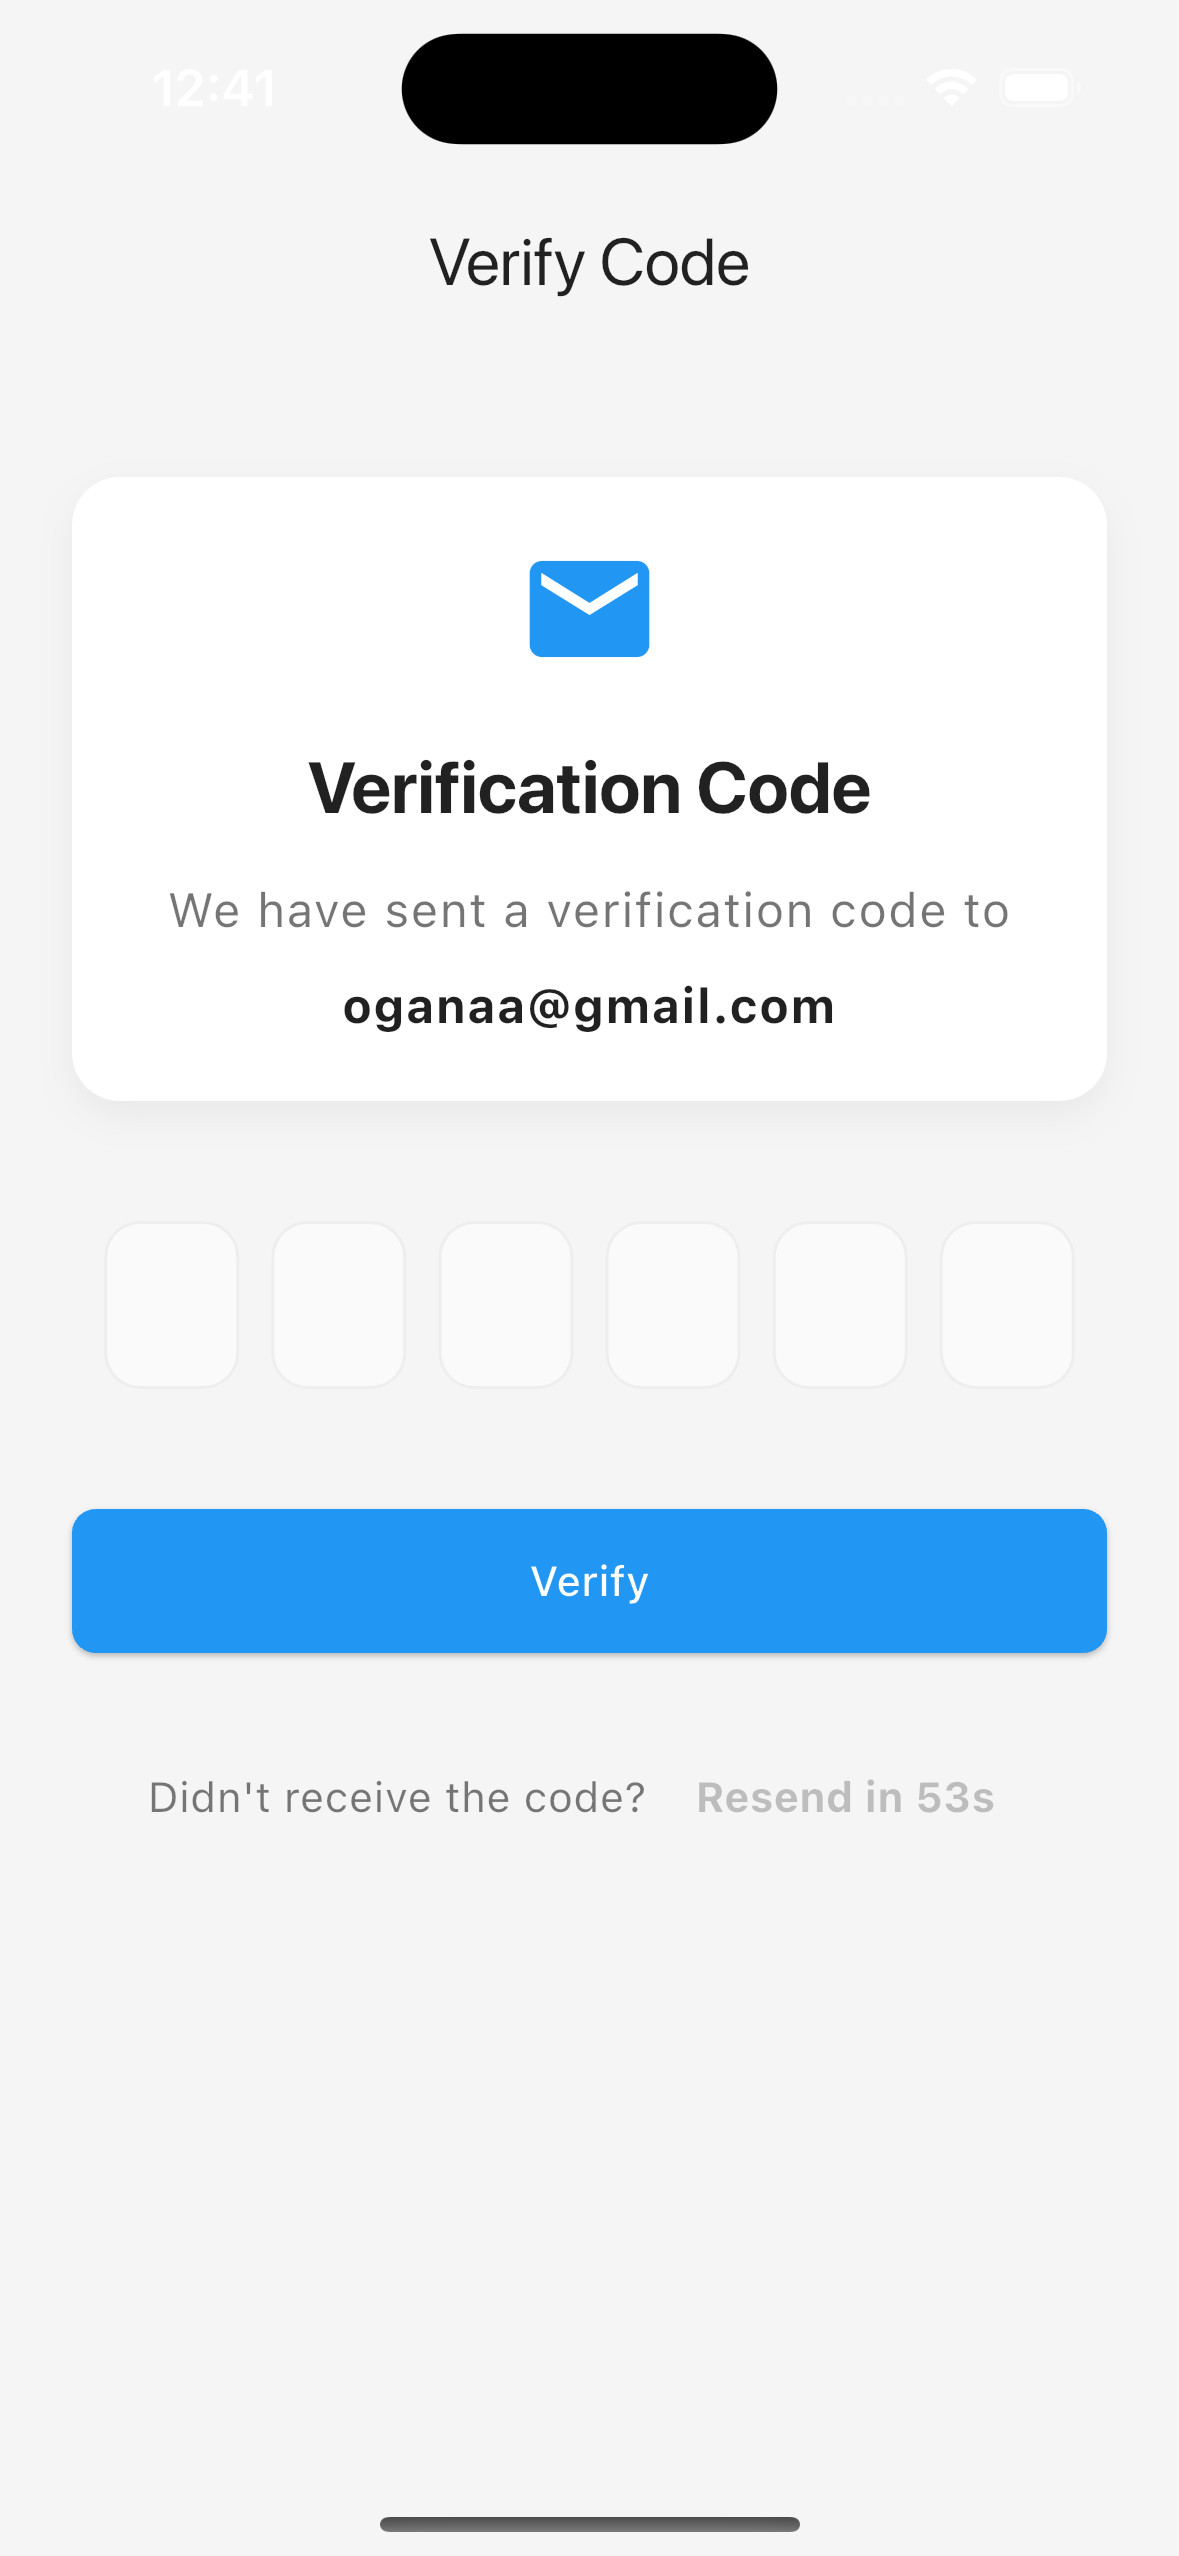 12:41
Verify Code
Verification Code
We have sent a verification code to
oganaa@gmail.com
Verify
Didn't receive the code? Resend in 53s